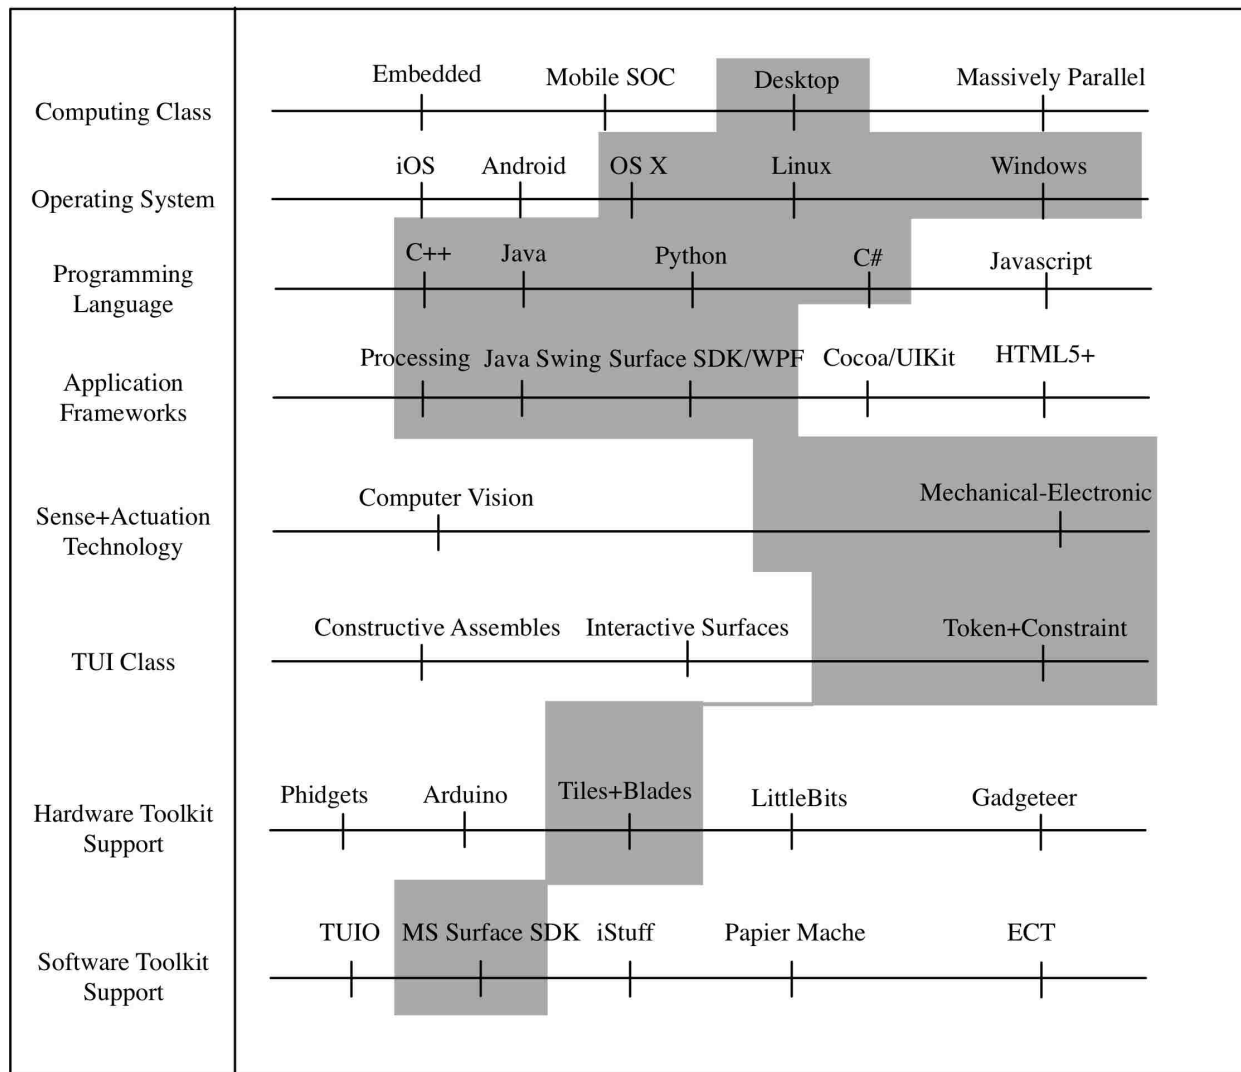 Computing Class
Embedded Mobile SOC Desktop Massively Parallel
Operating System
iOS Android OS X Linux Windows
Programming
Language
C++ Java Python C# Javascript
Application
Frameworks
Processing Java Swing Surface SDK/WPF Cocoa/UIKit HTML5+
Sense+Actuation
Technology
Computer Vision Mechanical-Electronic
TUI Class
Constructive Assembles Interactive Surfaces Token+Constraint
Hardware Toolkit
Support
Phidgets Arduino Tiles+Blades LittleBits Gadgeteer
Software Toolkit
Support
TUIO MS Surface SDK iStuff Papier Mache ECT